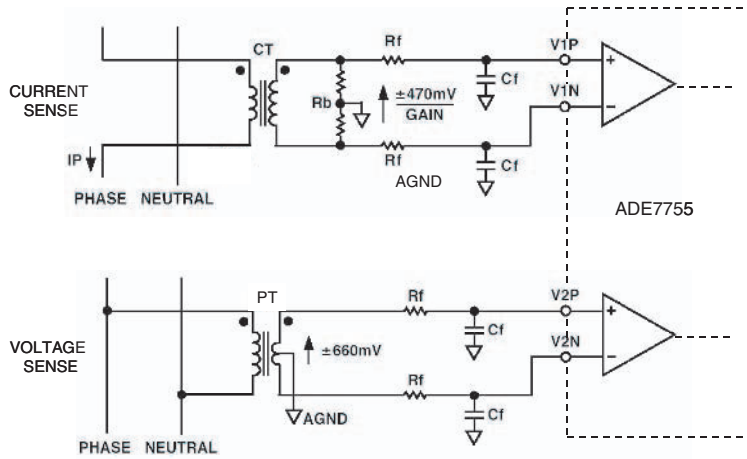 CURRENT SENSE
IP
PHASE NEUTRAL
CT
Rb
±470mV
GAIN
Rf
Cf
V1P
+
V1N
−
Rf
Cf
AGND
ADE7755
VOLTAGE SENSE
PHASE NEUTRAL
PT
±660mV
AGND
Rf
Cf
V2P
+
V2N
−
Rf
Cf